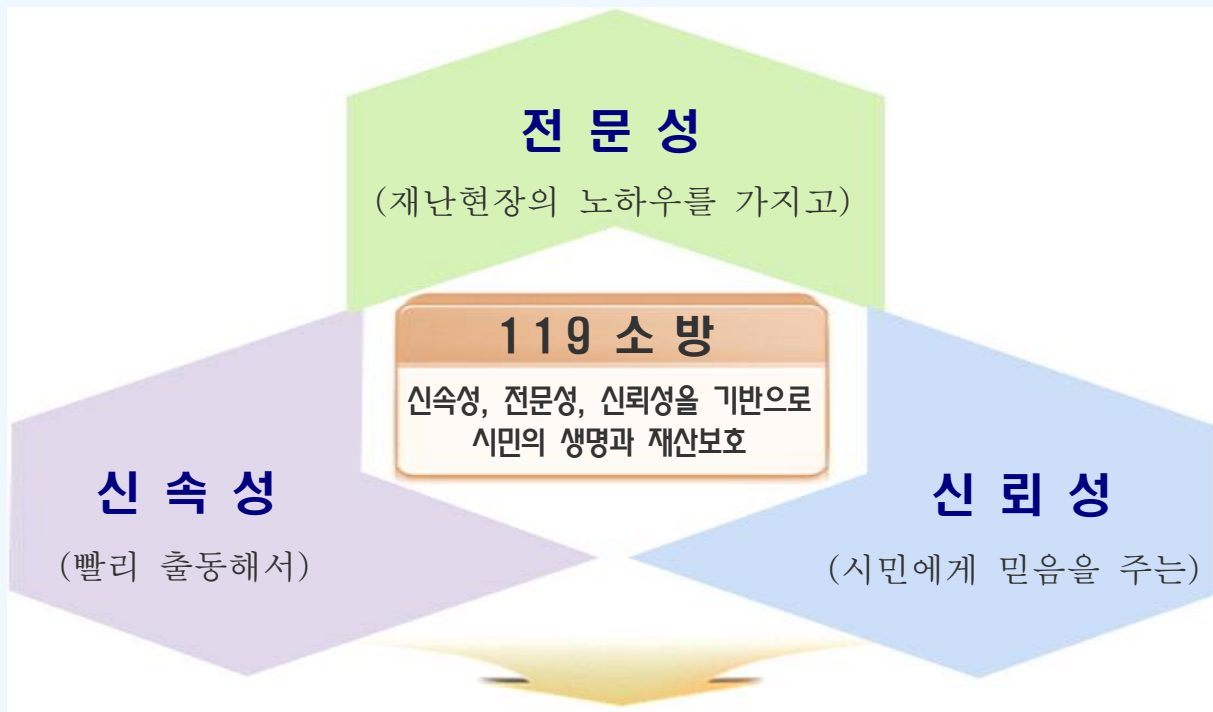 전 문 성
(재난현장의 노하우를 가지고)
119 소 방
신속성, 전문성, 신뢰성을 기반으로
시민의 생명과 재산보호
신 속 성
(빨리 출동해서)
신 뢰 성
(시민에게 믿음을 주는)